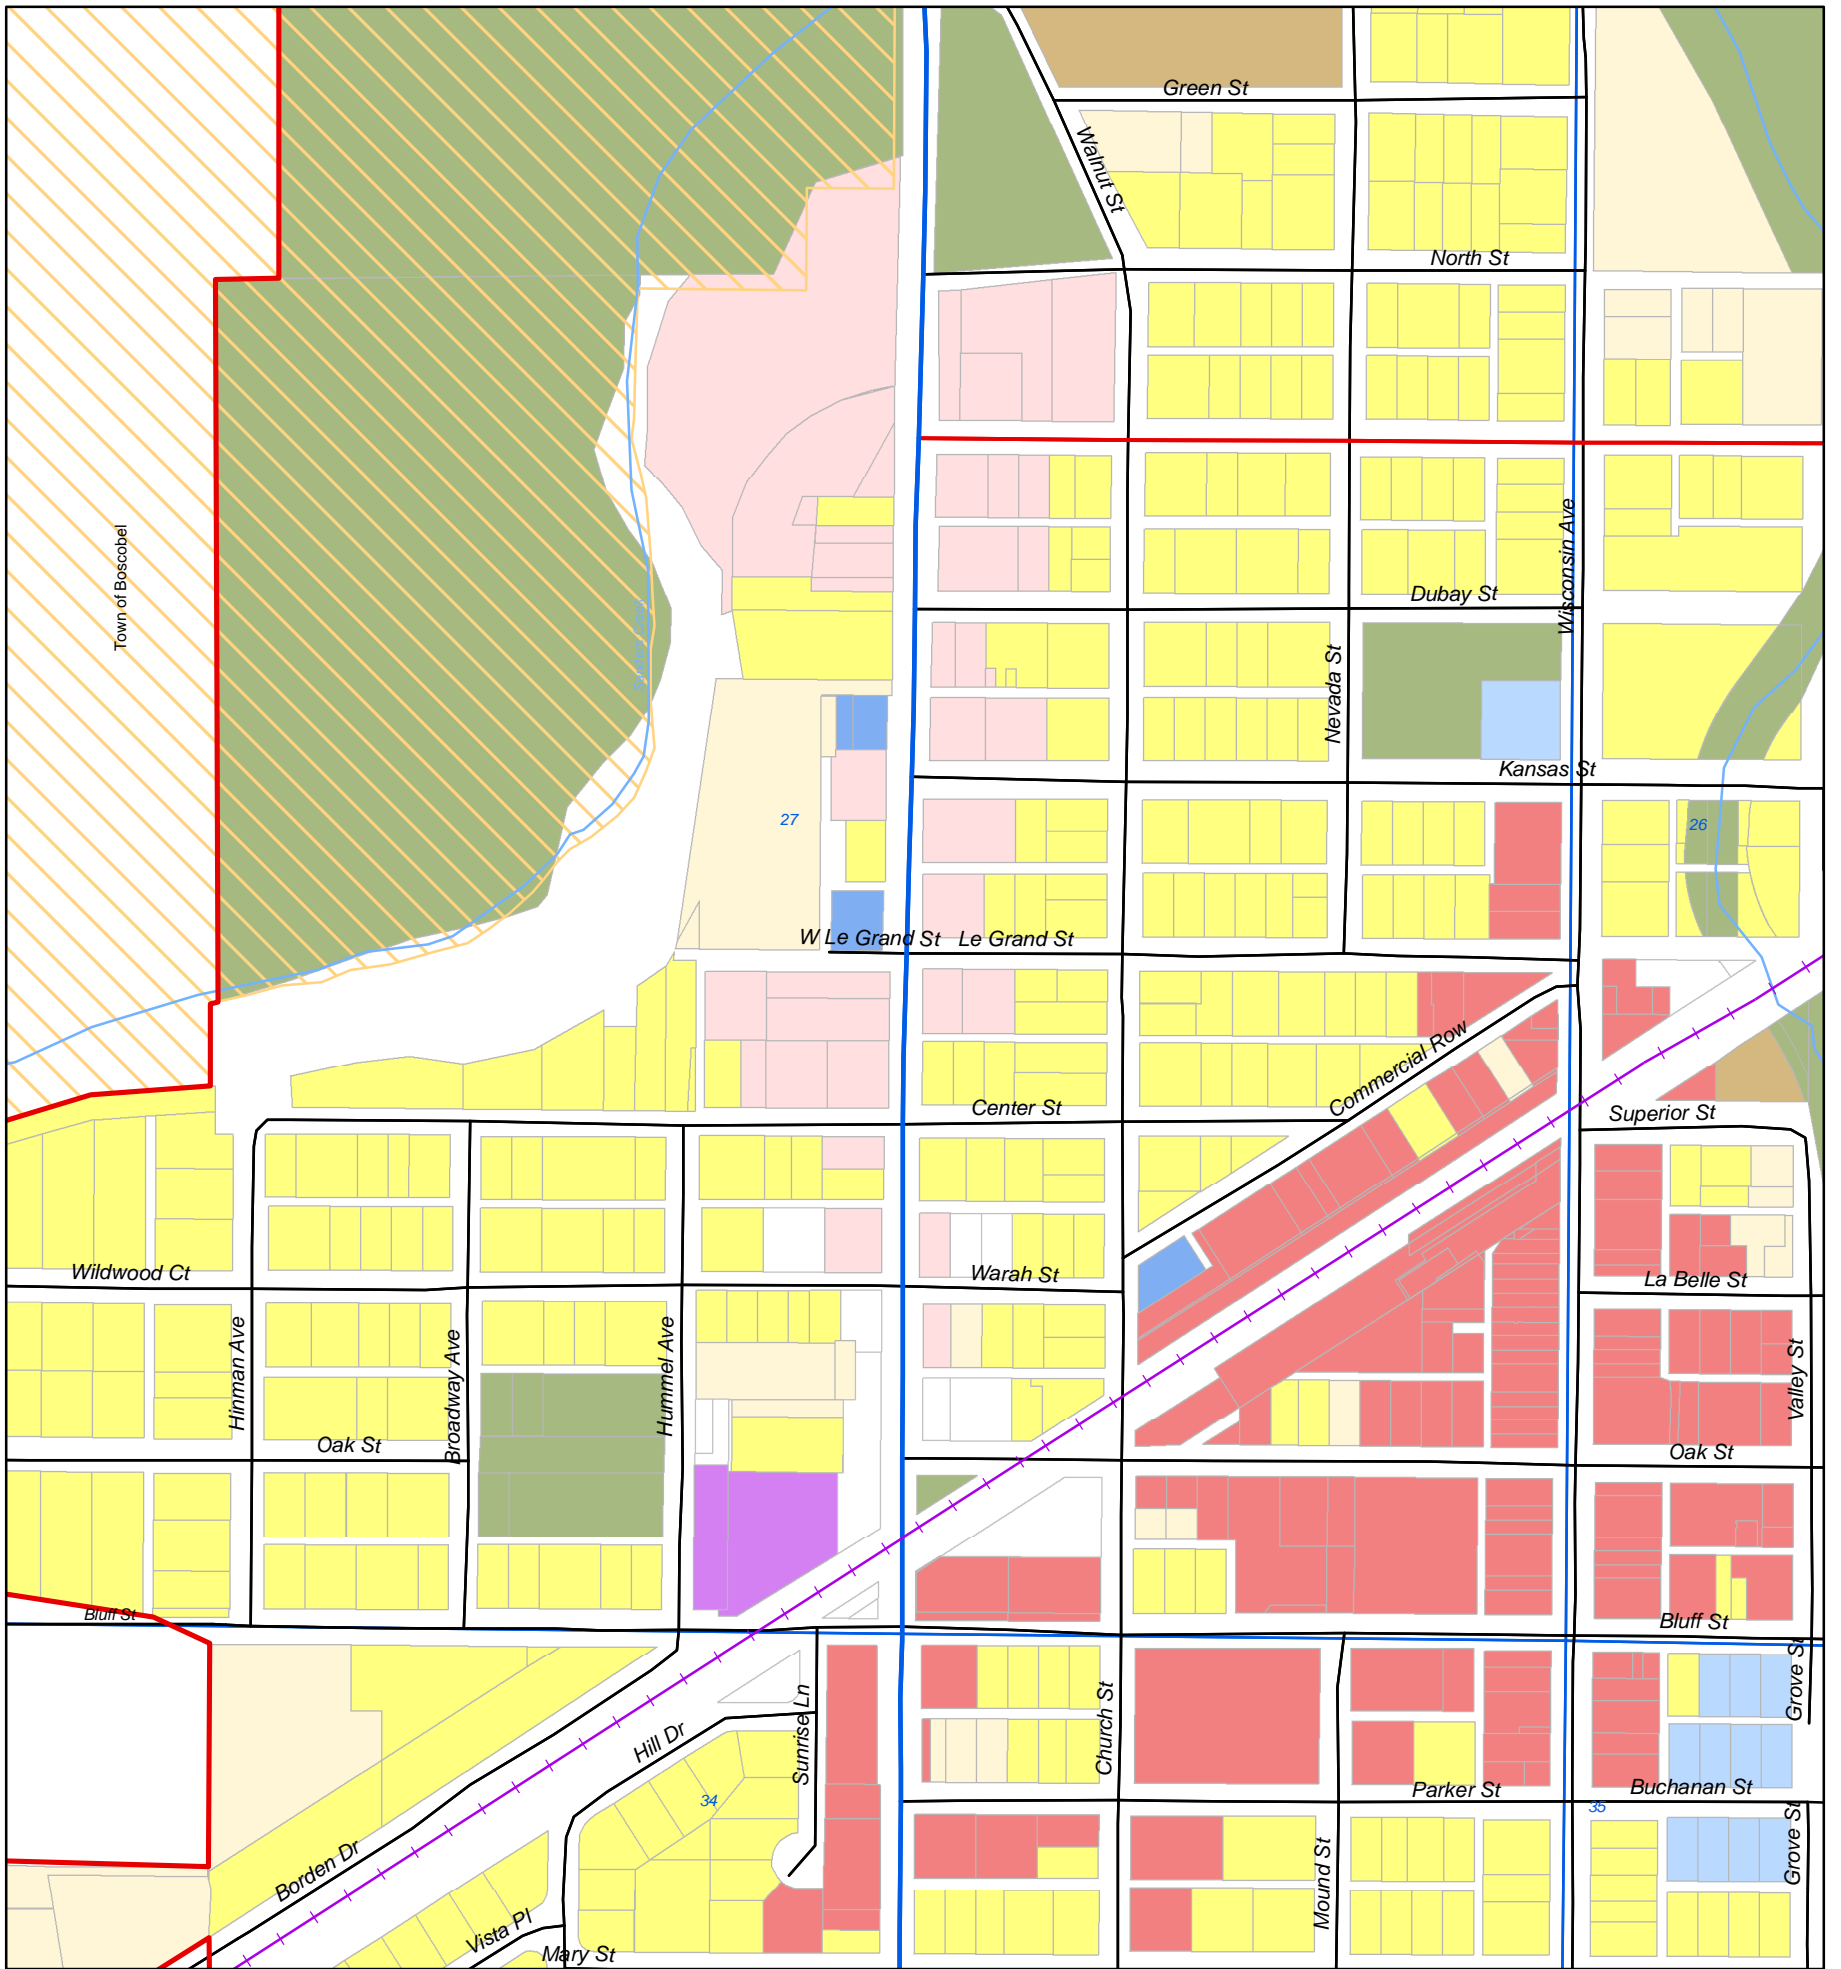 Green St
Walnut St
North St
Town of Boscobel
Wisconsin Ave
Dubay St
Nevada St
Kansas St
27
26
W Le Grand St
Le Grand St
Commercial Row
Center St
Superior St
Wildwood Ct
Warah St
La Belle St
Hinman Ave
Broadway Ave
Hummel Ave
Valley St
Oak St
Oak St
Bluff St
Bluff St
Grove St
Sunrise Ln
Church St
Hill Dr
34
Parker St
Buchanan St
35
Borden Dr
Mound St
Grove St
Vista Pl
Mary St